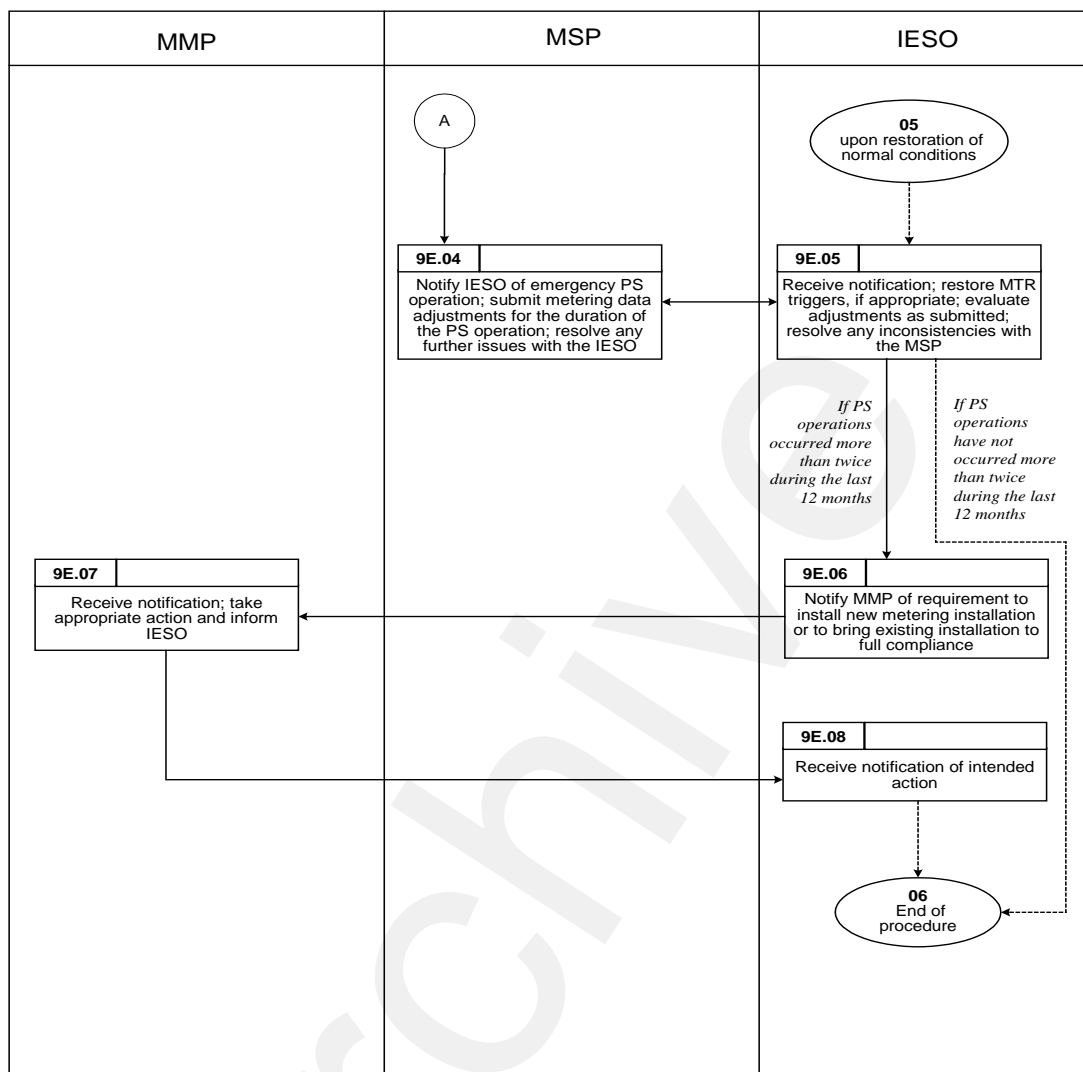 MMP
MSP
IESO
A
05
upon restoration of
normal conditions
9E.04
Notify IESO of emergency PS
operation; submit metering data
adjustments for the duration of
the PS operation; resolve any
further issues with the IESO
9E.05
Receive notification; restore MTR
triggers, if appropriate; evaluate
adjustments as submitted;
resolve any inconsistencies with
the MSP
If PS
operations
occurred more
than twice
during the last
12 months
If PS
operations
have not
occurred more
than twice
during the last
12 months
9E.07
Receive notification; take
appropriate action and inform
IESO
9E.06
Notify MMP of requirement to
install new metering installation
or to bring existing installation to
full compliance
9E.08
Receive notification of intended
action
06
End of
procedure
rchive